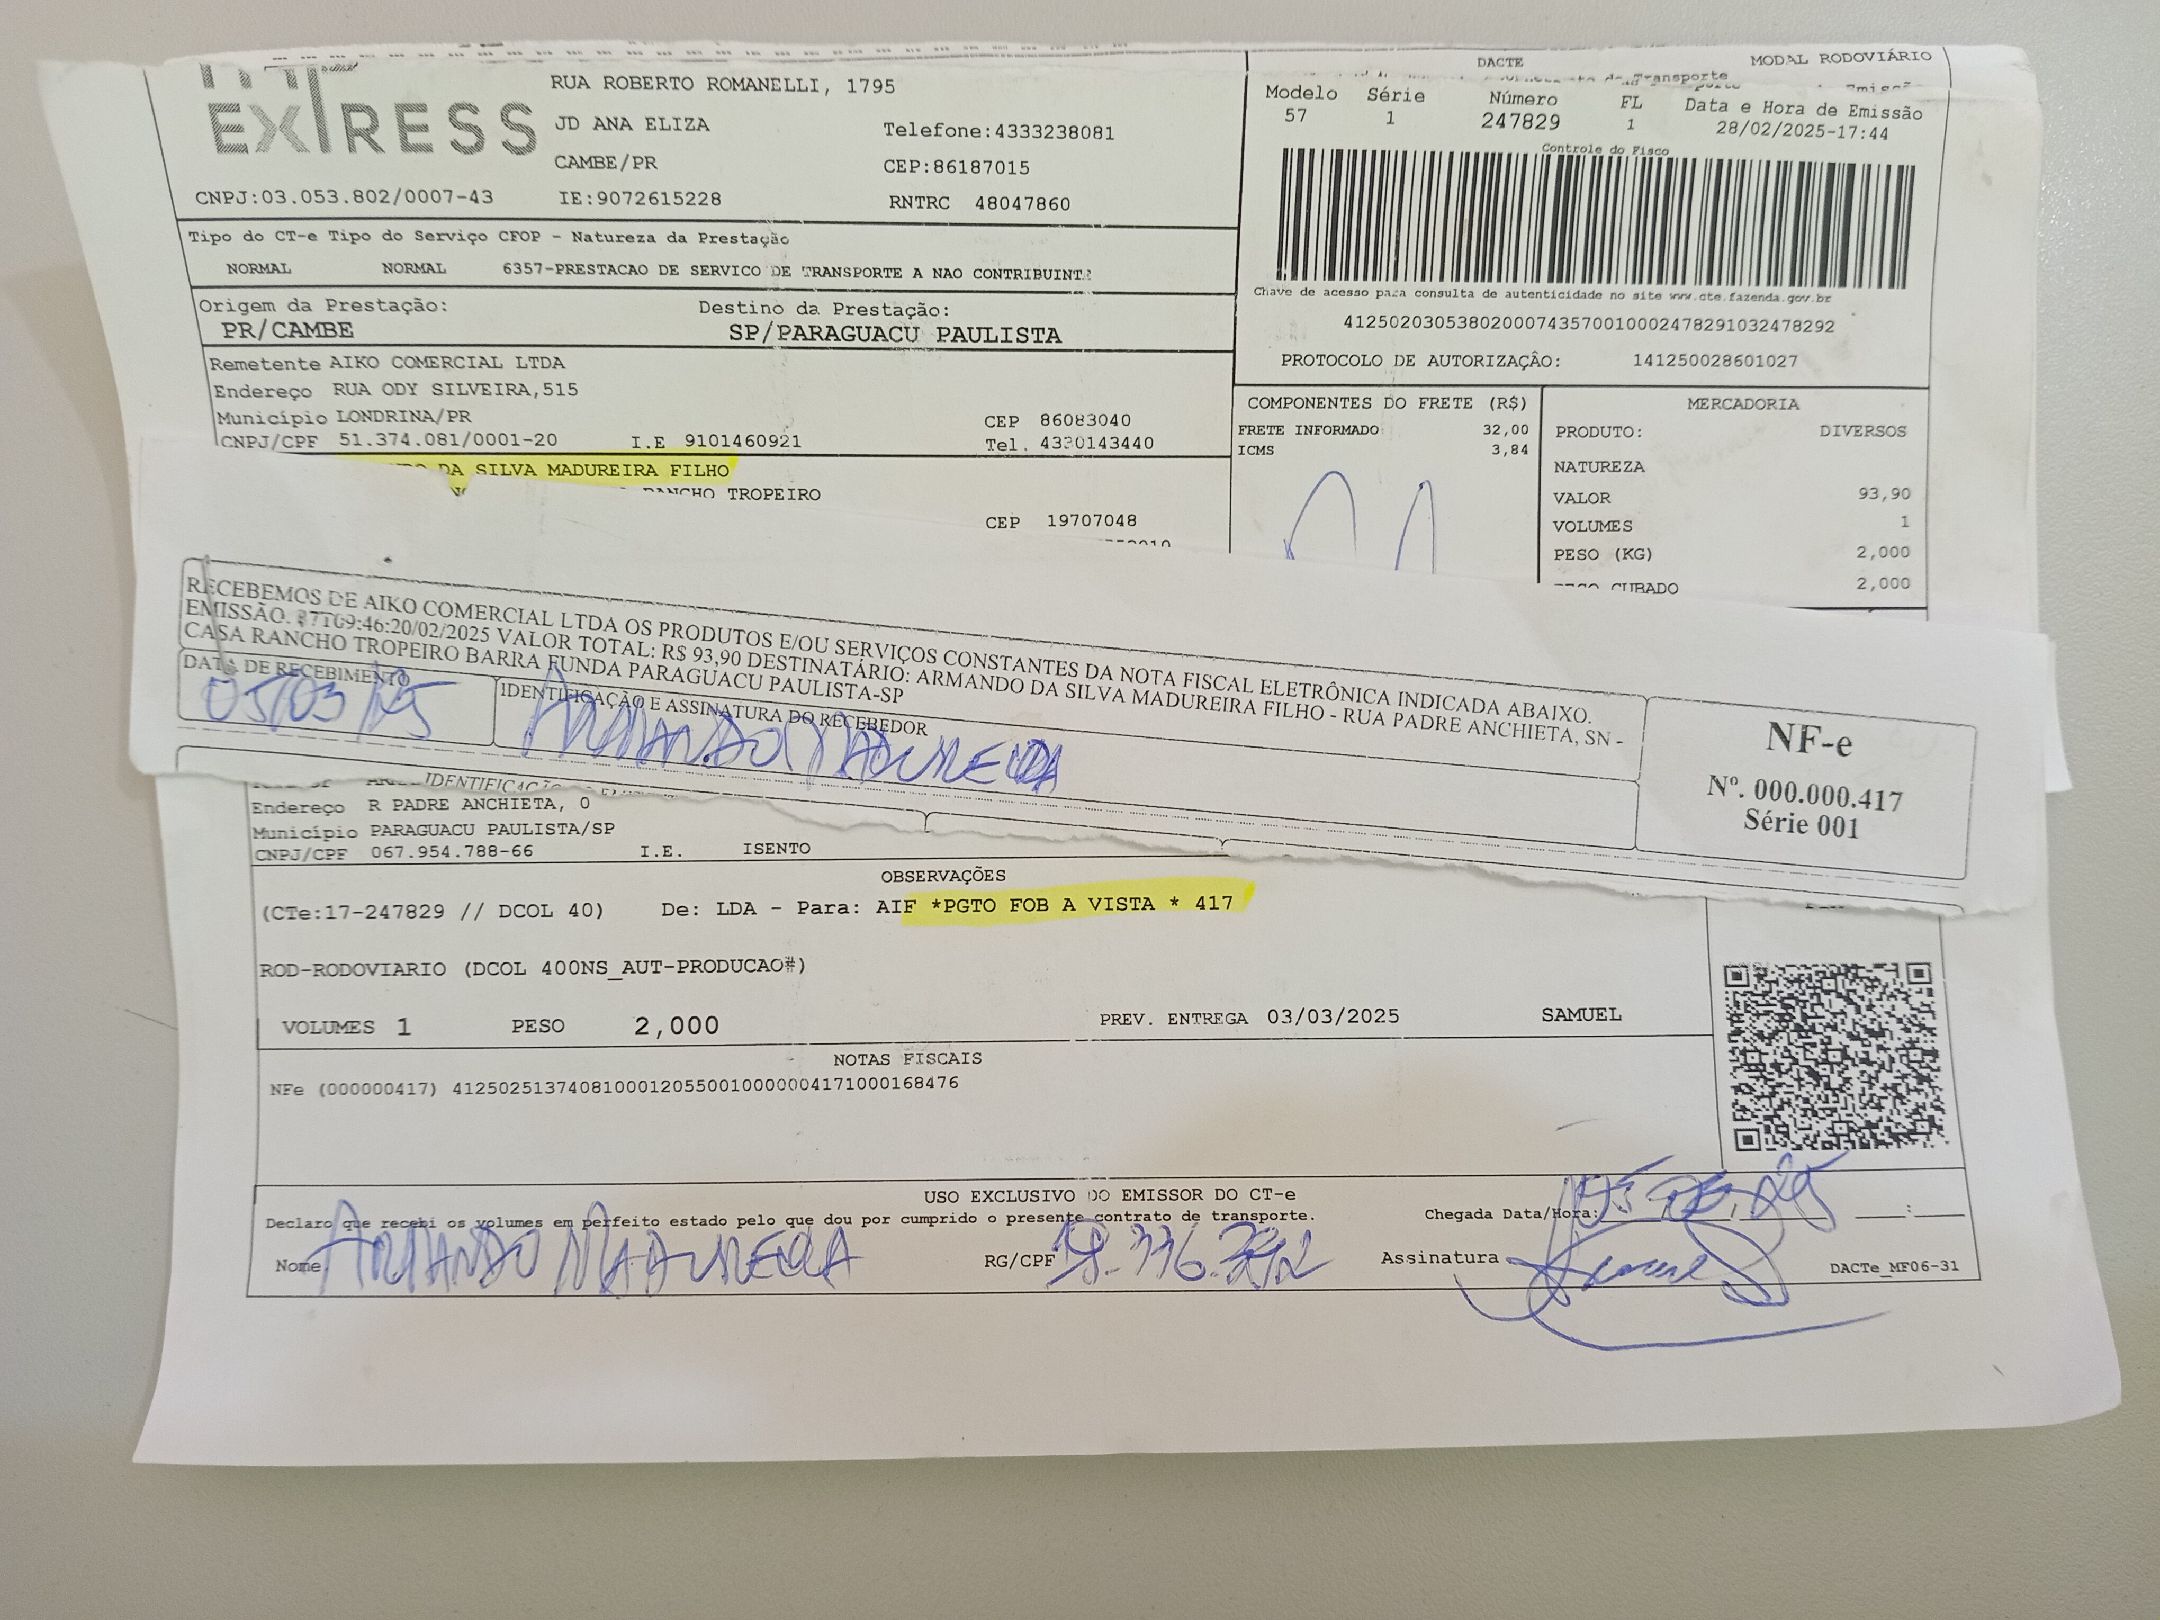 DACTE MODAL RODOVIÁRIO
EXPRESS
RUA ROBERTO ROMANELLI, 1795
JD ANA ELIZA Telefone:4333238081
CAMBE/PR CEP:86187015
CNPJ:03.053.802/0007-43 IE:9072615228 RNTRC 48047860
Modelo Série Número FL Data e Hora de Emissão
57 1 247829 1 28/02/2025-17:44
Controle do Fisco
Chave de acesso para consulta de autenticidade no site www.cte.fazenda.gov.br
41250203053802000743570010002478291032478292
PROTOCOLO DE AUTORIZAÇÃO: 141250028601027
Tipo do CT-e Tipo do Serviço CFOP - Natureza da Prestação
NORMAL NORMAL 6357-PRESTACAO DE SERVICO DE TRANSPORTE A NAO
Origem da Prestação: Destino da Prestação:
PR/CAMBE SP/PARAGUACU PAULISTA
Remetente AIKO COMERCIAL LTDA
Endereço RUA ODY SILVEIRA,515
Município LONDRINA/PR CEP 86083040
CNPJ/CPF 51.374.081/0001-20 I.E 9101460921 Tel. 4330143440
DA SILVA MADUREIRA FILHO
RANCHO TROPEIRO
CEP 19707048
COMPONENTES DO FRETE (R$)
FRETE INFORMADO 32,00
ICMS 3,84
MERCADORIA
PRODUTO: DIVERSOS
NATUREZA
VALOR 93,90
VOLUMES 1
PESO (KG) 2,000
CUBADO 2,000
RECEBEMOS DE AIKO COMERCIAL LTDA OS PRODUTOS E/OU SERVIÇOS CONSTANTES DA NOTA FISCAL ELETRÔNICA INDICADA ABAIXO.
EMISSÃO. VALOR TOTAL: R$ 93,90 DESTINATÁRIO: ARMANDO DA SILVA MADUREIRA FILHO - RUA PADRE ANCHIETA, SN -
CASA RANCHO TROPEIRO BARRA FUNDA PARAGUACU PAULISTA-SP
DATA DE RECEBIMENTO IDENTIFICAÇÃO E ASSINATURA DO RECEBEDOR
05/03/25 ARMANDO MADUREIRA
NF-e
Nº. 000.000.417
Série 001
Endereço R PADRE ANCHIETA, 0
Município PARAGUACU PAULISTA/SP
CNPJ/CPF 067.954.788-66 I.E. ISENTO
OBSERVAÇÕES
(CTe:17-247829 // DCOL 40) De: LDA - Para: AIF *PGTO FOB A VISTA * 417
ROD-RODOVIARIO (DCOL 400NS_AUT-PRODUCAO#)
VOLUMES 1 PESO 2,000 PREV. ENTREGA 03/03/2025 SAMUEL
NOTAS FISCAIS
NFe (000000417) 41250251374081000120550010000004171000168476
USO EXCLUSIVO DO EMISSOR DO CT-e
Declaro que recebi os volumes em perfeito estado pelo que dou por cumprido o presente contrato de transporte. Chegada Data/Hora:
Nome ARMANDO MADUREIRA RG/CPF Assinatura DACTe_MF06-31